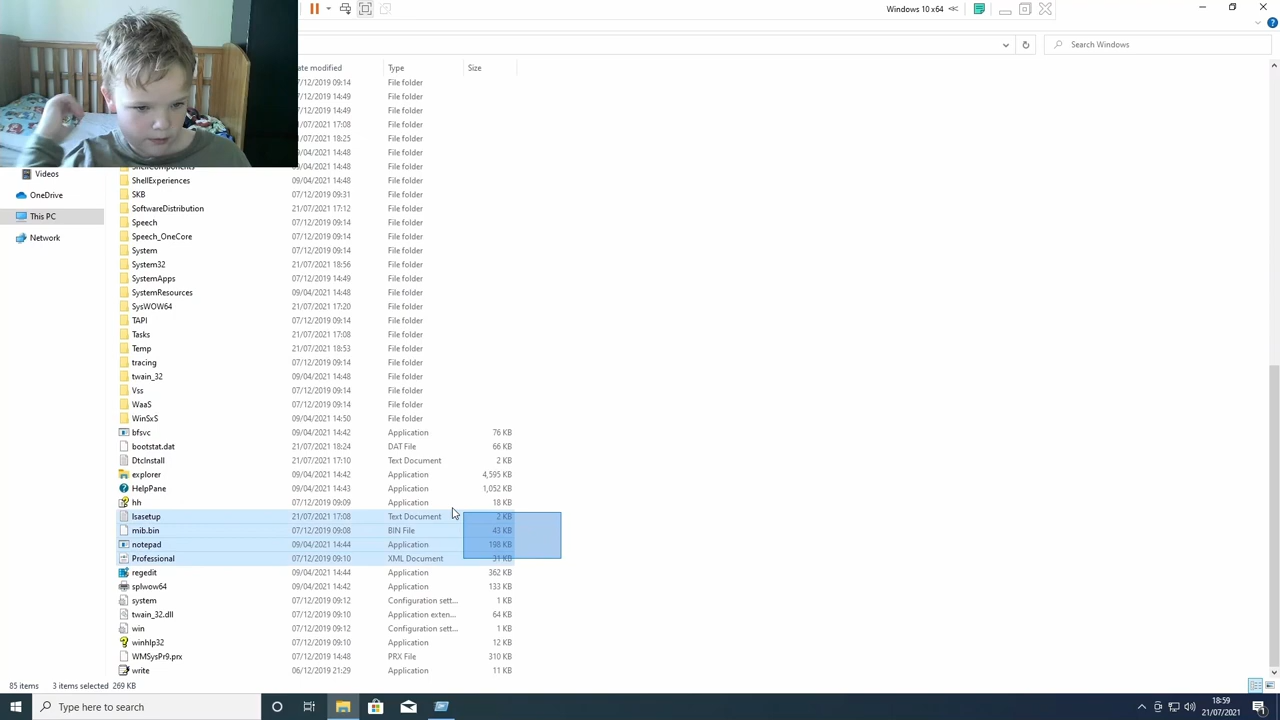 Windows 10 x64
Search Windows
ate modified Type Size
7/12/2019 09:14 File folder
9/04/2021 14:49 File folder
9/04/2021 14:49 File folder
1/07/2021 17:08 File folder
1/07/2021 18:25 File folder
9/04/2021 14:48 File folder
ShellComponents 09/04/2021 14:48 File folder
Videos
ShellExperiences 09/04/2021 14:48 File folder
OneDrive
SKB 07/12/2019 09:31 File folder
SoftwareDistribution 21/07/2021 17:12 File folder
This PC
Speech 07/12/2019 09:14 File folder
Network
Speech_OneCore 07/12/2019 09:14 File folder
System 07/12/2019 09:14 File folder
System32 21/07/2021 18:56 File folder
SystemApps 07/12/2019 14:49 File folder
SystemResources 09/04/2021 14:48 File folder
SysWOW64 21/07/2021 17:20 File folder
TAPI 07/12/2019 09:14 File folder
Tasks 21/07/2021 17:08 File folder
Temp 21/07/2021 18:53 File folder
tracing 07/12/2019 09:14 File folder
twain_32 09/04/2021 14:48 File folder
Vss 07/12/2019 09:14 File folder
WaaS 07/12/2019 09:14 File folder
WinSxS 09/04/2021 14:50 File folder
bfsvc 09/04/2021 14:42 Application 76 KB
bootstat.dat 21/07/2021 18:24 DAT File 66 KB
DtcInstall 21/07/2021 17:10 Text Document 2 KB
explorer 09/04/2021 14:42 Application 4,595 KB
HelpPane 09/04/2021 14:43 Application 1,052 KB
hh 07/12/2019 09:09 Application 18 KB
lsasetup 21/07/2021 17:08 Text Document 2 KB
mib.bin 07/12/2019 09:08 BIN File 43 KB
notepad 09/04/2021 14:44 Application 198 KB
Professional 07/12/2019 09:10 XML Document 31 KB
regedit 09/04/2021 14:44 Application 362 KB
splwow64 09/04/2021 14:42 Application 133 KB
system 07/12/2019 09:12 Configuration sett... 1 KB
twain_32.dll 07/12/2019 09:10 Application exten... 64 KB
win 07/12/2019 09:12 Configuration sett... 1 KB
winhlp32 07/12/2019 09:10 Application 12 KB
WMSysPr9.prx 07/12/2019 14:48 PRX File 310 KB
write 06/12/2019 21:29 Application 11 KB
85 items 3 items selected 269 KB
Type here to search
18:59
21/07/2021